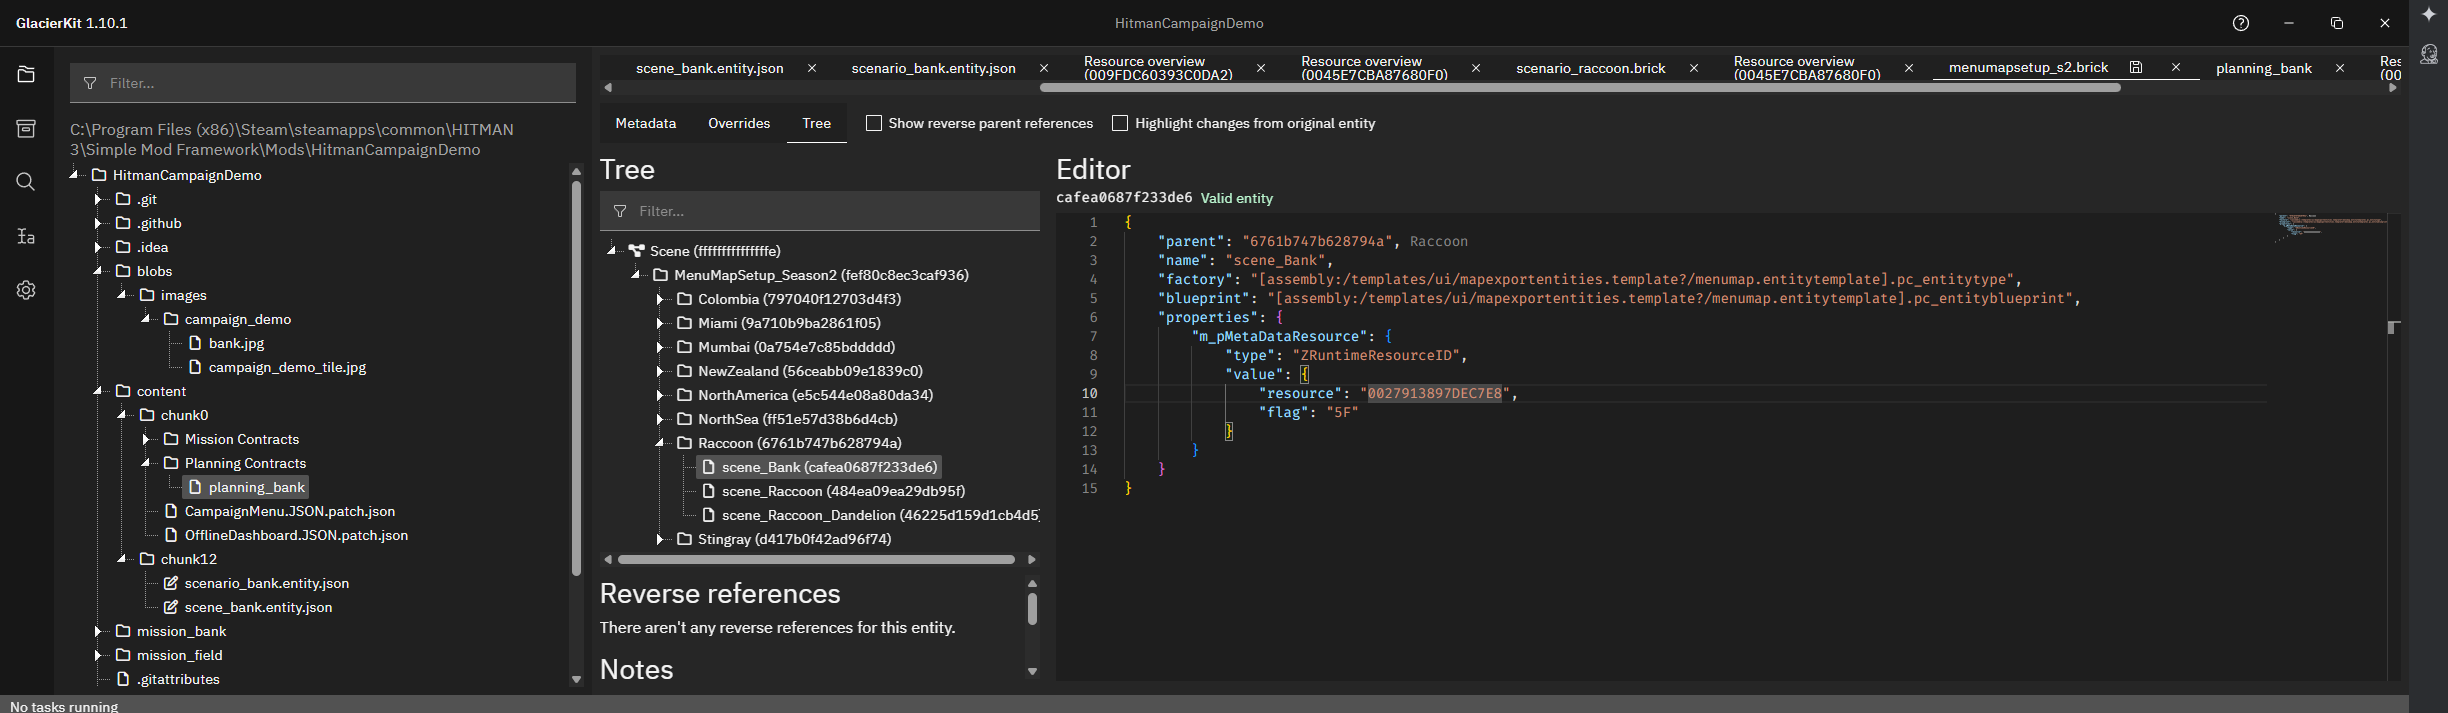 GlacierKit 1.10.1
HitmanCampaignDemo
Filter...
C:\Program Files (x86)\Steam\steamapps\common\HITMAN
3\Simple Mod Framework\Mods\HitmanCampaignDemo
HitmanCampaignDemo
.git
.github
.idea
blobs
images
campaign_demo
bank.jpg
campaign_demo_tile.jpg
content
chunk0
Mission Contracts
Planning Contracts
planning_bank
CampaignMenu.JSON.patch.json
OfflineDashboard.JSON.patch.json
chunk12
scenario_bank.entity.json
scene_bank.entity.json
mission_bank
mission_field
.gitattributes
scene_bank.entity.json
scenario_bank.entity.json
Resource overview
(009FDC60393C0DA2)
Resource overview
(0045E7CBA87680F0)
scenario_raccoon.brick
Resource overview
(0045E7CBA87680F0)
menumapsetup_s2.brick
planning_bank
Res
(00
Metadata
Overrides
Tree
Show reverse parent references
Highlight changes from original entity
Tree
Filter...
Scene (fffffffffffffffe)
MenuMapSetup_Season2 (fef80c8ec3caf936)
Colombia (797040f12703d4f3)
Miami (9a710b9ba2861f05)
Mumbai (0a754e7c85bddddd)
NewZealand (56ceabb09e1839c0)
NorthAmerica (e5c544e08a80da34)
NorthSea (ff51e57d38b6d4cb)
Raccoon (6761b747b628794a)
scene_Bank (cafea0687f233de6)
scene_Raccoon (484ea09ea29db95f)
scene_Raccoon_Dandelion (46225d159d1cb4d5)
Stingray (d417b0f42ad96f74)
Reverse references
There aren't any reverse references for this entity.
Notes
Editor
cafea0687f233de6 Valid entity
1 {
2 "parent": "6761b747b628794a", Raccoon
3 "name": "scene_Bank",
4 "factory": "[assembly:/templates/ui/mapexportentities.template?/menumap.entitytemplate].pc_entitytype",
5 "blueprint": "[assembly:/templates/ui/mapexportentities.template?/menumap.entitytemplate].pc_entityblueprint",
6 "properties": {
7 "m_pMetaDataResource": {
8 "type": "ZRuntimeResourceID",
9 "value": {
10 "resource": "0027913897DEC7E8",
11 "flag": "5F"
12 }
13 }
14 }
15 }
No tasks running